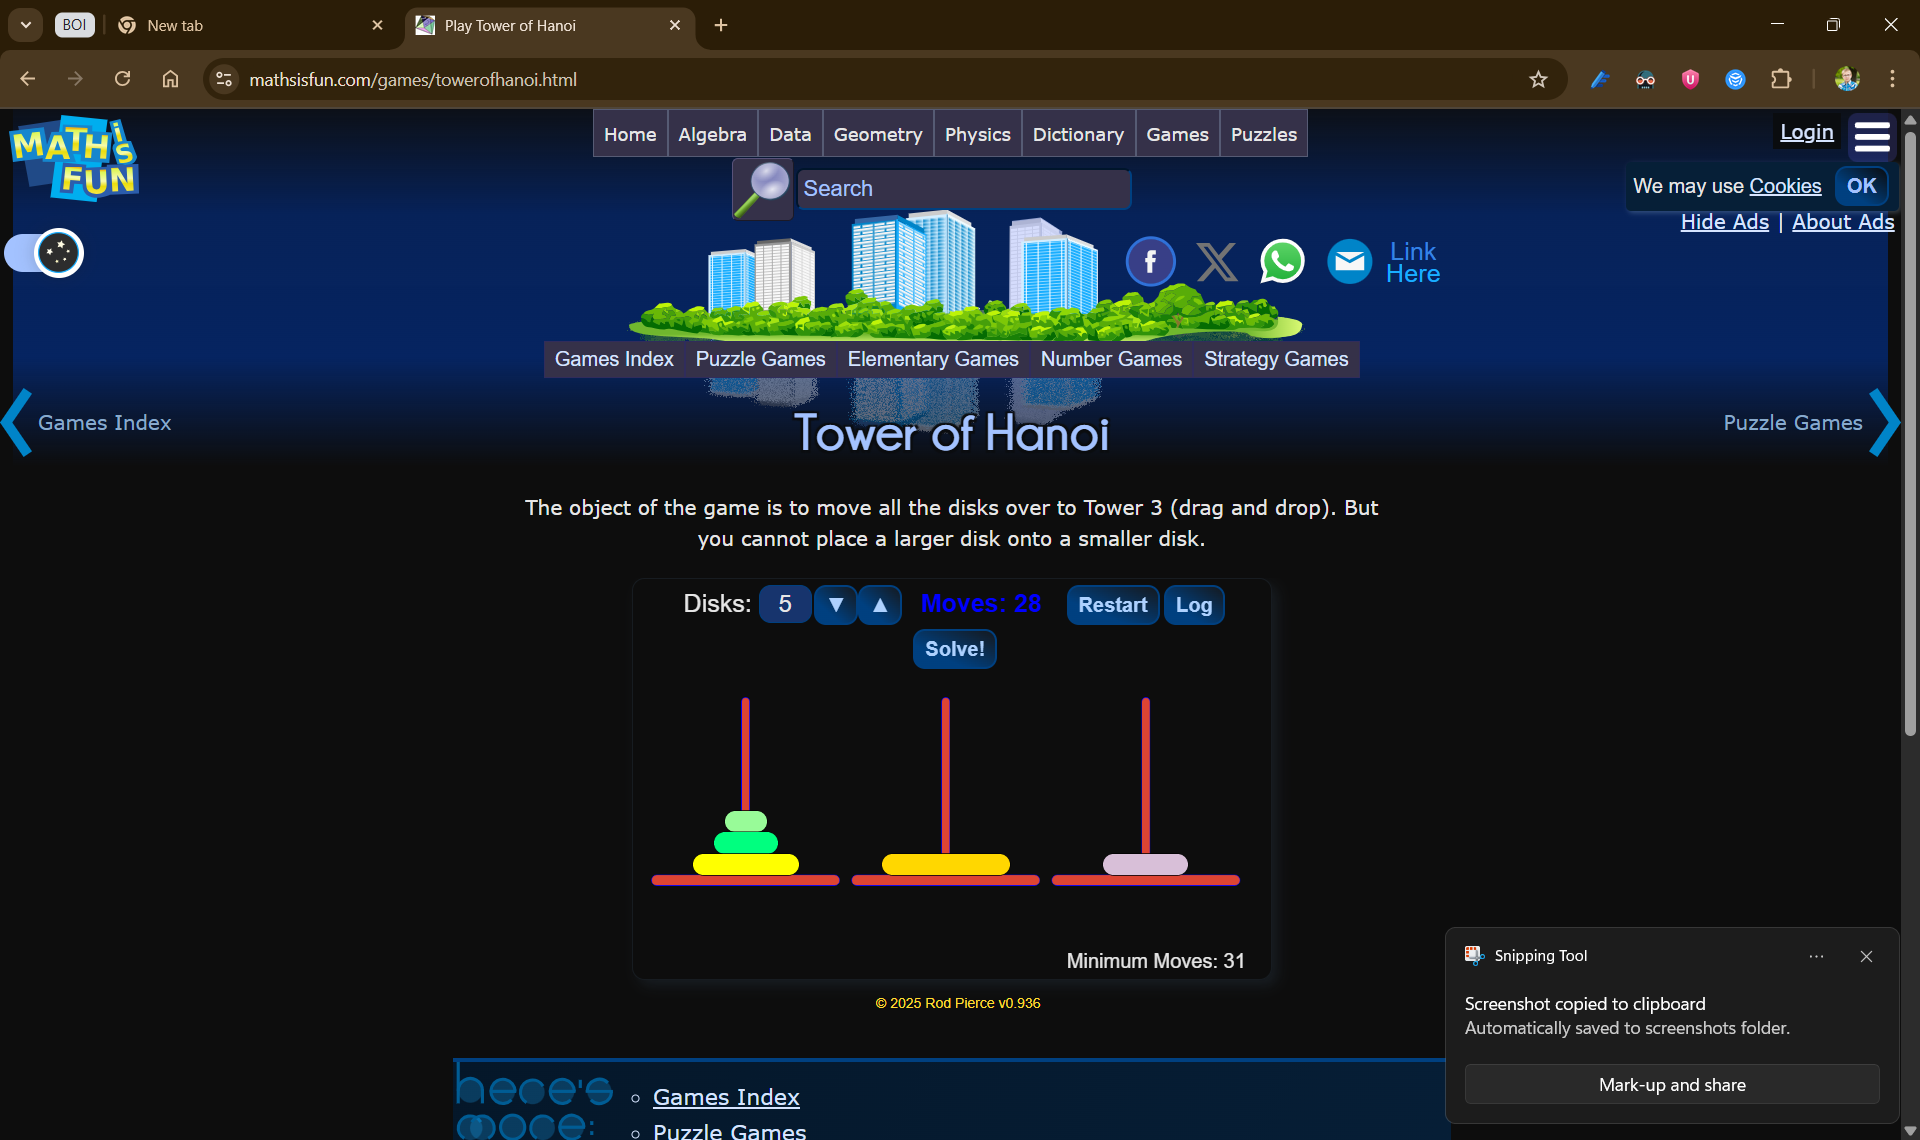 BOI
New tab
Play Tower of Hanoi
mathsisfun.com/games/towerofhanoi.html
MATH iS FUN
Home Algebra Data Geometry Physics Dictionary Games Puzzles
Login
Search
We may use Cookies OK
Hide Ads | About Ads
Link
Here
Games Index Puzzle Games Elementary Games Number Games Strategy Games
Games Index
Puzzle Games
Tower of Hanoi
The object of the game is to move all the disks over to Tower 3 (drag and drop). But
you cannot place a larger disk onto a smaller disk.
Disks: 5 ▼ ▲ Moves: 28 Restart Log
Solve!
Minimum Moves: 31
© 2025 Rod Pierce v0.936
Snipping Tool
Screenshot copied to clipboard
Automatically saved to screenshots folder.
Mark-up and share
here's
more:
Games Index
Puzzle Games